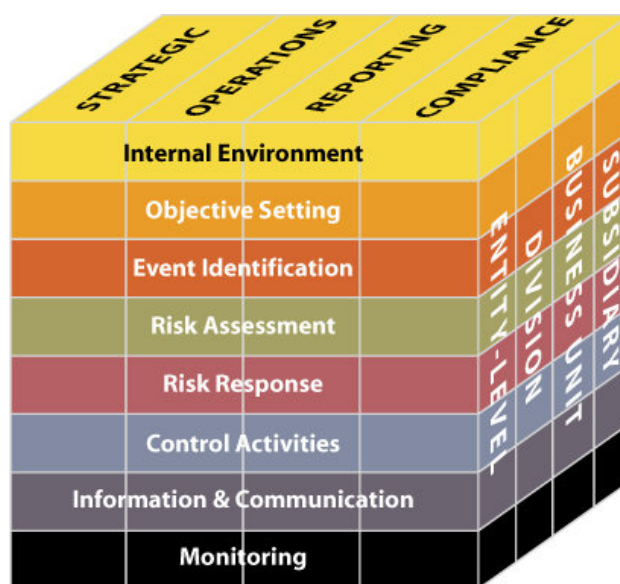 STRATEGIC
OPERATIONS
REPORTING
COMPLIANCE
Internal Environment
Objective Setting
Event Identification
Risk Assessment
Risk Response
Control Activities
Information & Communication
Monitoring
ENTITY-LEVEL
DIVISION
BUSINESS UNIT
SUBSIDIARY